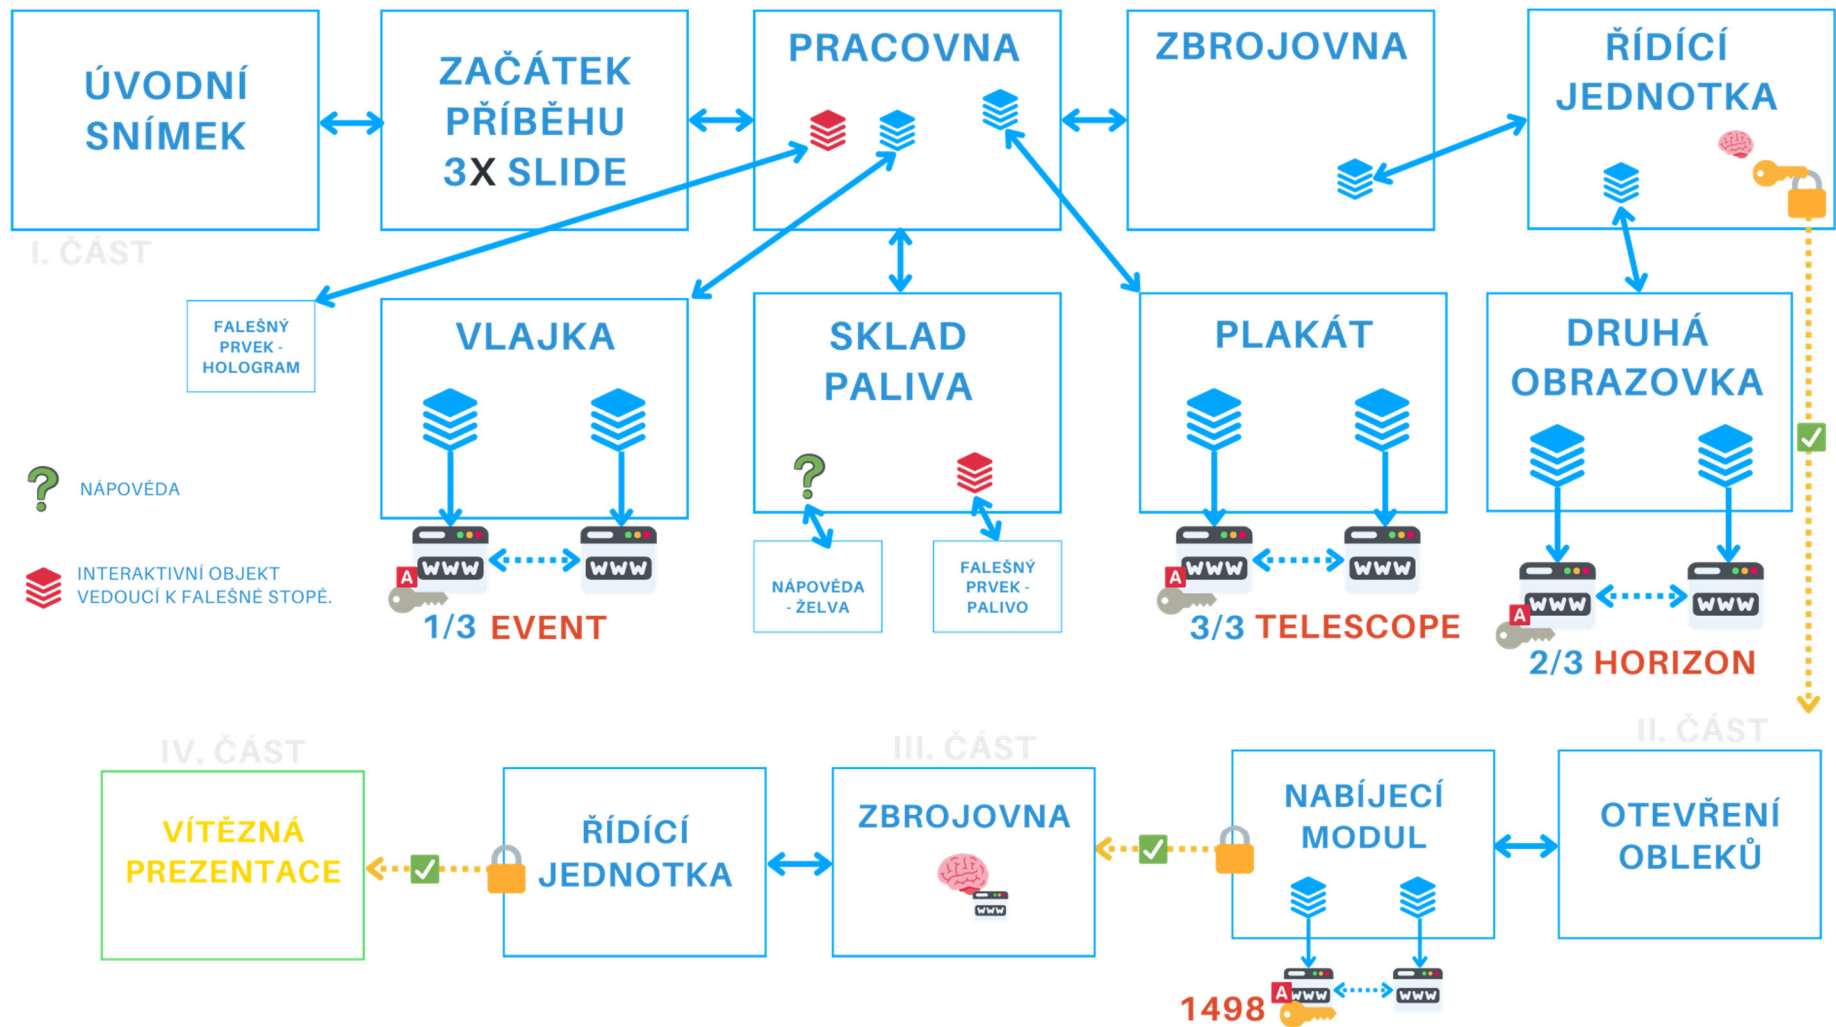 ÚVODNÍ
SNÍMEK
ZAČÁTEK
PŘÍBĚHU
3X SLIDE
PRACOVNA
ZBROJOVNA
ŘÍDÍCÍ
JEDNOTKA
I. ČÁST
FALEŠNÝ
PRVEK -
HOLOGRAM
VLAJKA
SKLAD
PALIVA
PLAKÁT
DRUHÁ
OBRAZOVKA
NÁPOVĚDA
INTERAKTIVNÍ OBJEKT
VEDOUCÍ K FALEŠNÉ STOPĚ.
WWW
WWW
A
1/3 EVENT
NÁPOVĚDA
- ŽELVA
FALEŠNÝ
PRVEK -
PALIVO
WWW
WWW
A
3/3 TELESCOPE
WWW
WWW
A
2/3 HORIZON
IV. ČÁST
III. ČÁST
II. ČÁST
VÍTĚZNÁ
PREZENTACE
ŘÍDÍCÍ
JEDNOTKA
ZBROJOVNA
WWW
NABÍJECÍ
MODUL
OTEVŘENÍ
OBLEKŮ
1498
A
WWW
WWW